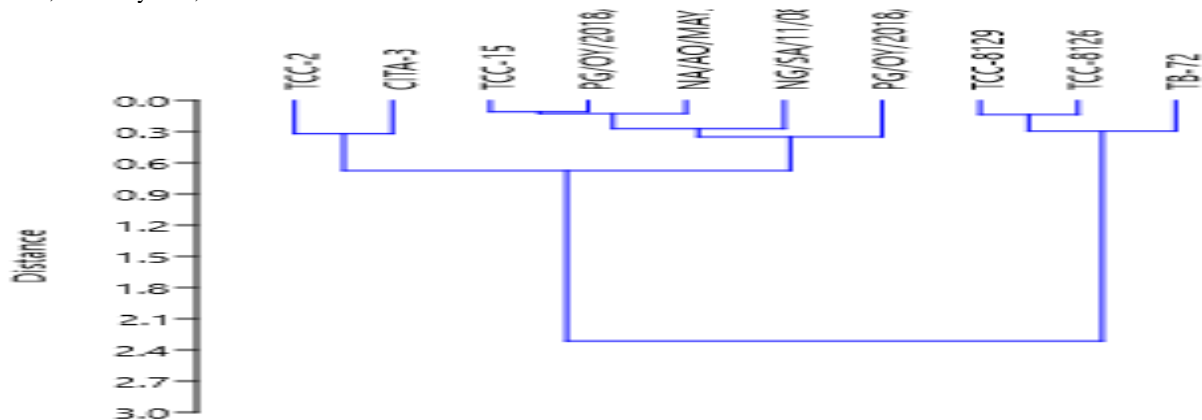 TCC-2
CITA-3
TCC-15
PG/OY/2018/
NA/AO/MAY,
NG/SA/11/08
PG/OY/2018/
TCC-8129
TCC-8126
TB-72
0.0
0.3
0.6
0.9
1.2
1.5
1.8
2.1
2.4
2.7
3.0
Distance